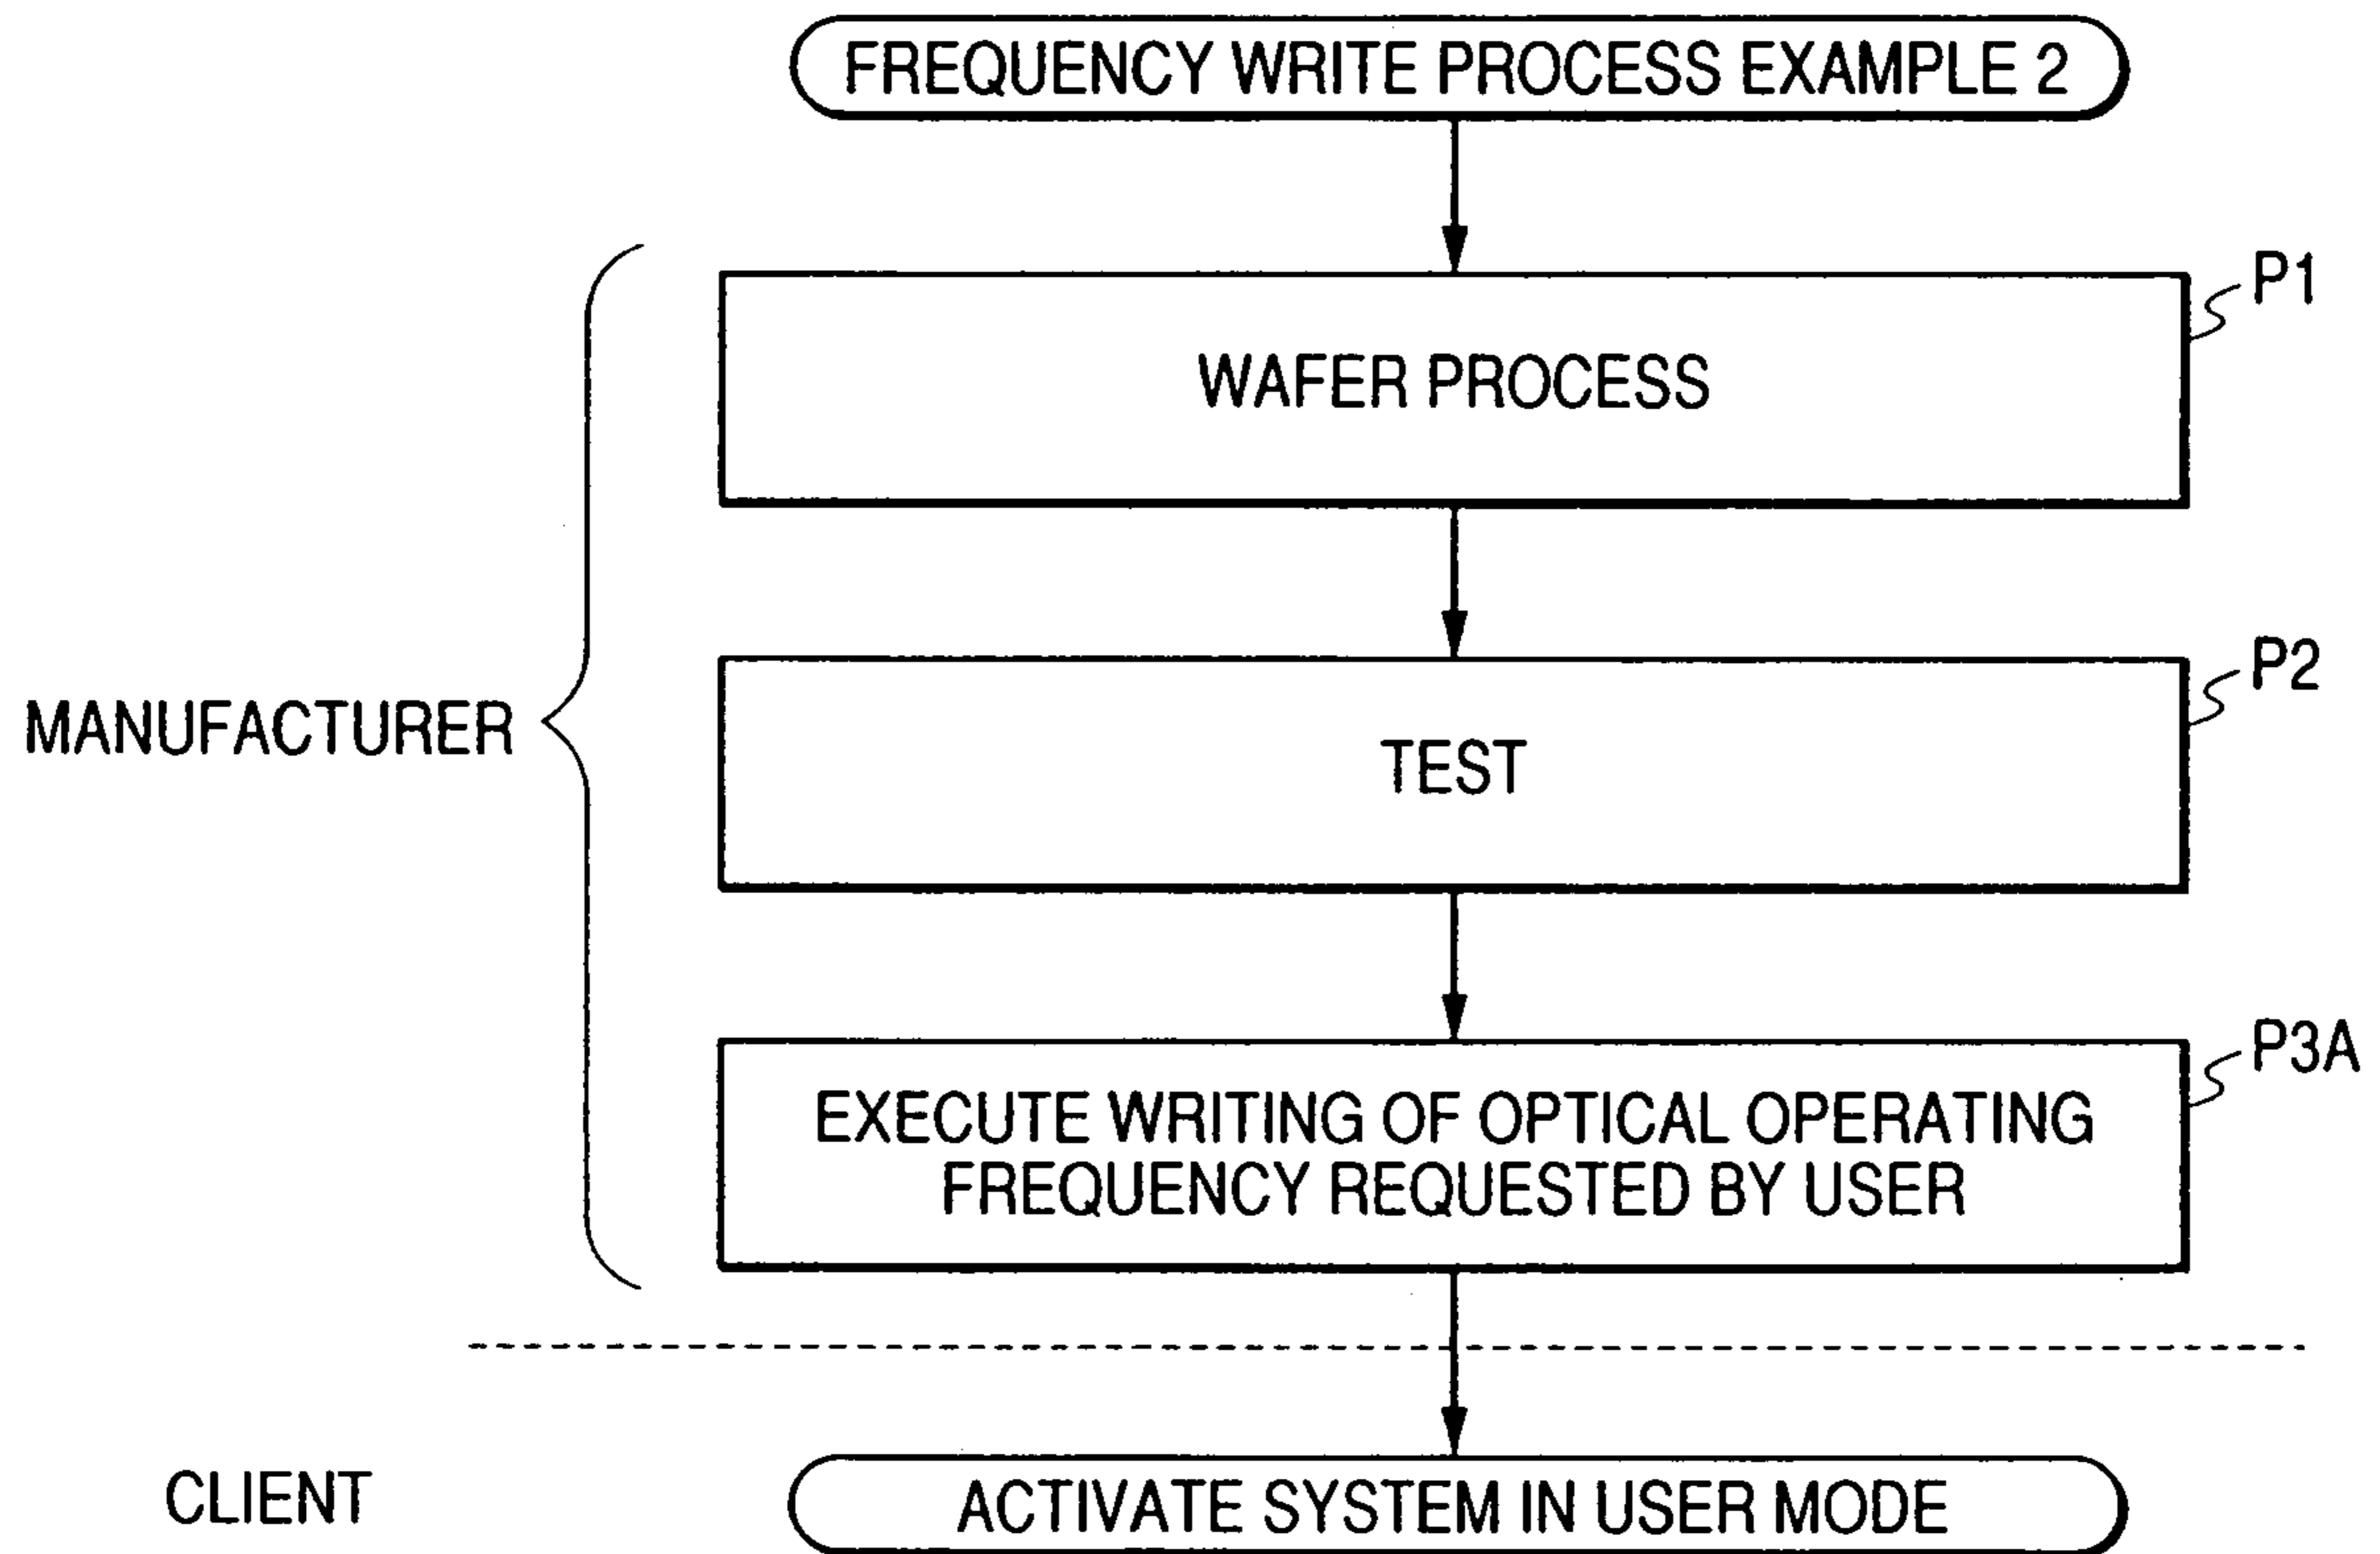 FREQUENCY WRITE PROCESS EXAMPLE 2
P1
WAFER PROCESS
P2
MANUFACTURER
TEST
P3A
EXECUTE WRITING OF OPTICAL OPERATING
FREQUENCY REQUESTED BY USER
CLIENT
ACTIVATE SYSTEM IN USER MODE